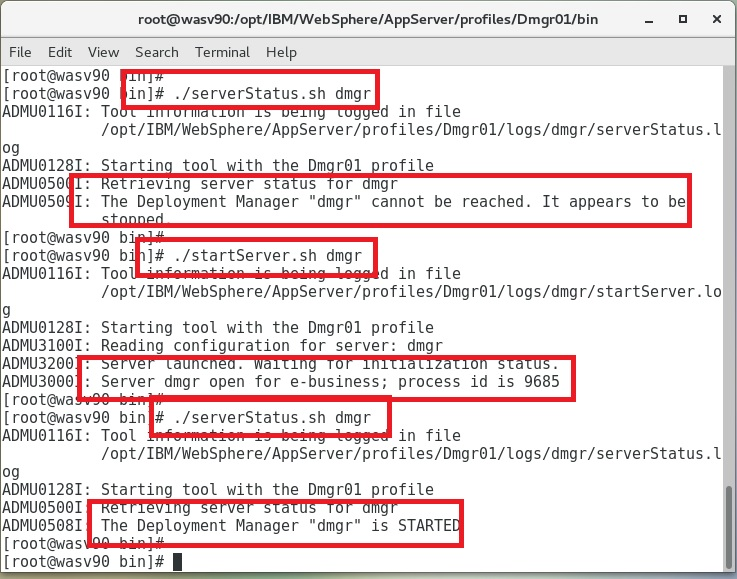 root@wasv90:/opt/IBM/WebSphere/AppServer/profiles/Dmgr01/bin
File Edit View Search Terminal Help
[root@wasv90 bin]#
[root@wasv90 bin]# ./serverStatus.sh dmgr
ADMU0116I: Tool information is being logged in file
/opt/IBM/WebSphere/AppServer/profiles/Dmgr01/logs/dmgr/serverStatus.l
og
ADMU0128I: Starting tool with the Dmgr01 profile
ADMU0500I: Retrieving server status for dmgr
ADMU0509I: The Deployment Manager "dmgr" cannot be reached. It appears to be
stopped.
[root@wasv90 bin]#
[root@wasv90 bin]# ./startServer.sh dmgr
ADMU0116I: Tool information is being logged in file
/opt/IBM/WebSphere/AppServer/profiles/Dmgr01/logs/dmgr/startServer.lo
g
ADMU0128I: Starting tool with the Dmgr01 profile
ADMU3100I: Reading configuration for server: dmgr
ADMU3200I: Server launched. Waiting for initialization status.
ADMU3000I: Server dmgr open for e-business; process id is 9685
[root@wasv90 bin]#
[root@wasv90 bin]# ./serverStatus.sh dmgr
ADMU0116I: Tool information is being logged in file
/opt/IBM/WebSphere/AppServer/profiles/Dmgr01/logs/dmgr/serverStatus.l
og
ADMU0128I: Starting tool with the Dmgr01 profile
ADMU0500I: Retrieving server status for dmgr
ADMU0508I: The Deployment Manager "dmgr" is STARTED
[root@wasv90 bin]#
[root@wasv90 bin]#